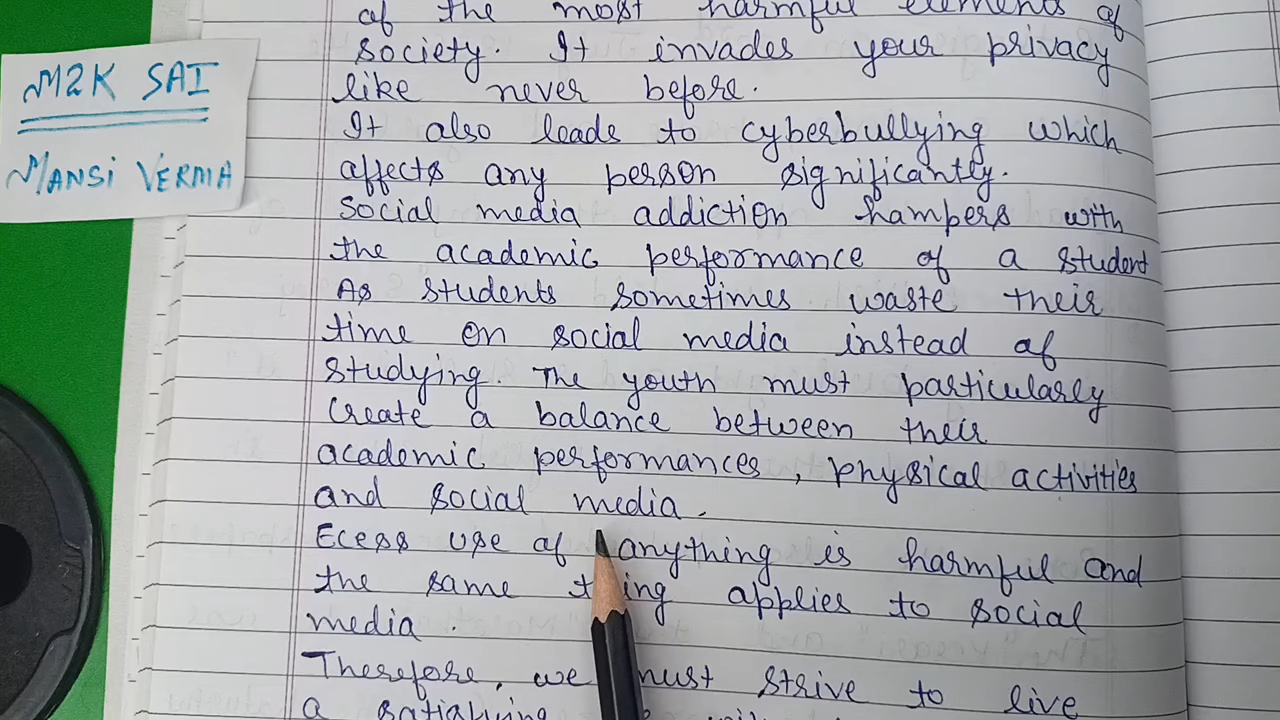 M2K SAI
MANSI VERMA
of the most harmful elements of
society. It invades your privacy
like never before.
It also leads to cyberbullying which
affects any person significantly.
Social media addiction hampers with
the academic performance of a student
As students sometimes waste their
time on social media instead of
studying. The youth must particularly
create a balance between their
academic performances, physical activities
and social media.
Ecess use of anything is harmful and
the same thing applies to social
media.
Therefore, we must strive to live
a